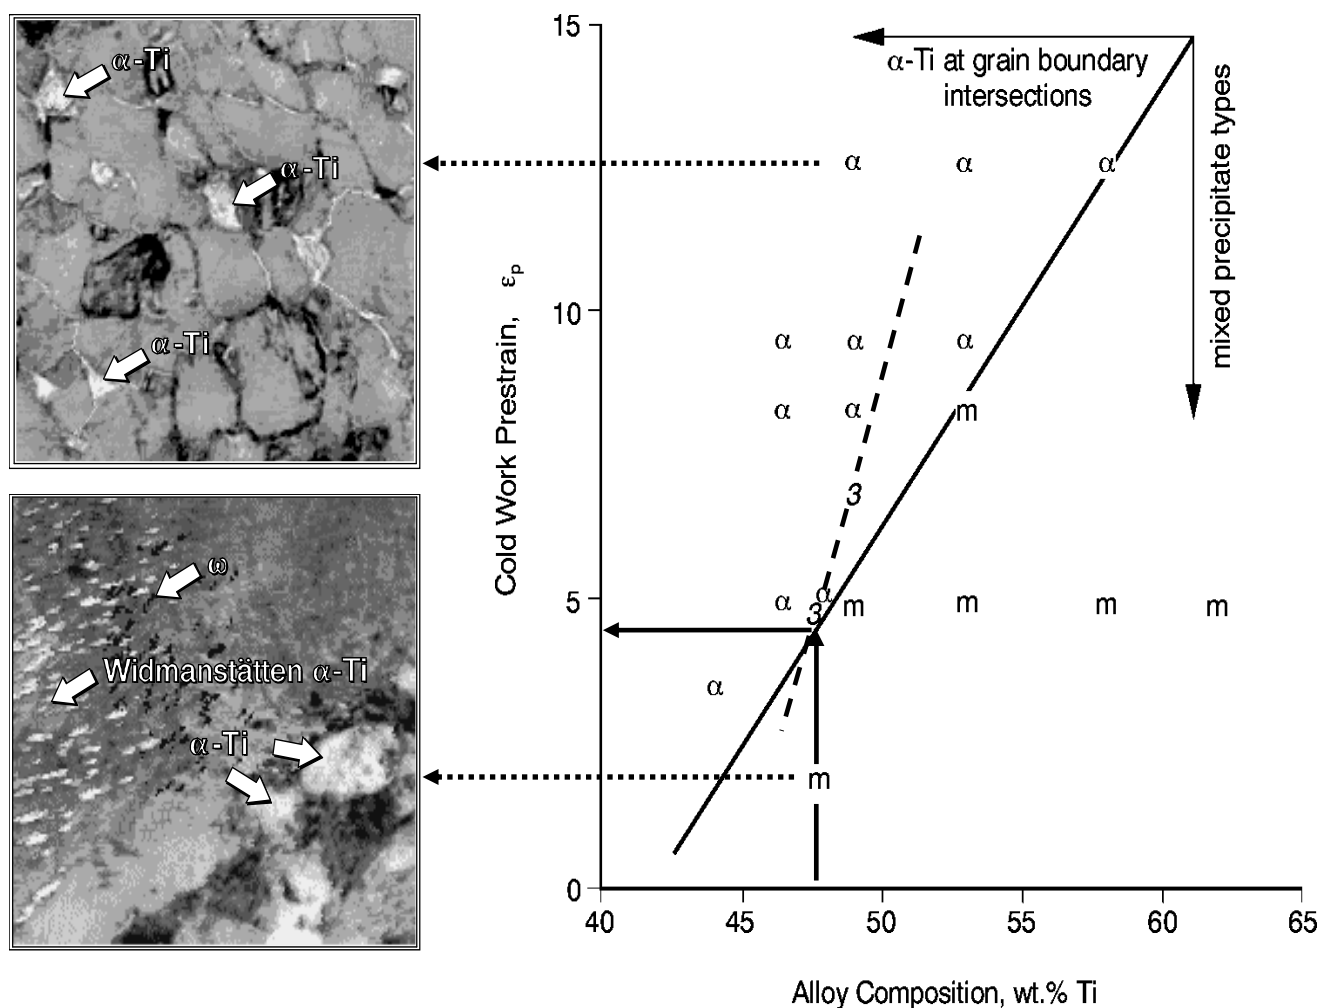 α-Ti
α-Ti
α-Ti
ω
Widmanstätten α-Ti
α-Ti
15
10
5
0
Cold Work Prestrain, εp
α-Ti at grain boundary
intersections
mixed precipitate types
α α α
α α α
α α m
3
α α m m m m
3
α
m
40 45 50 55 60 65
Alloy Composition, wt.% Ti